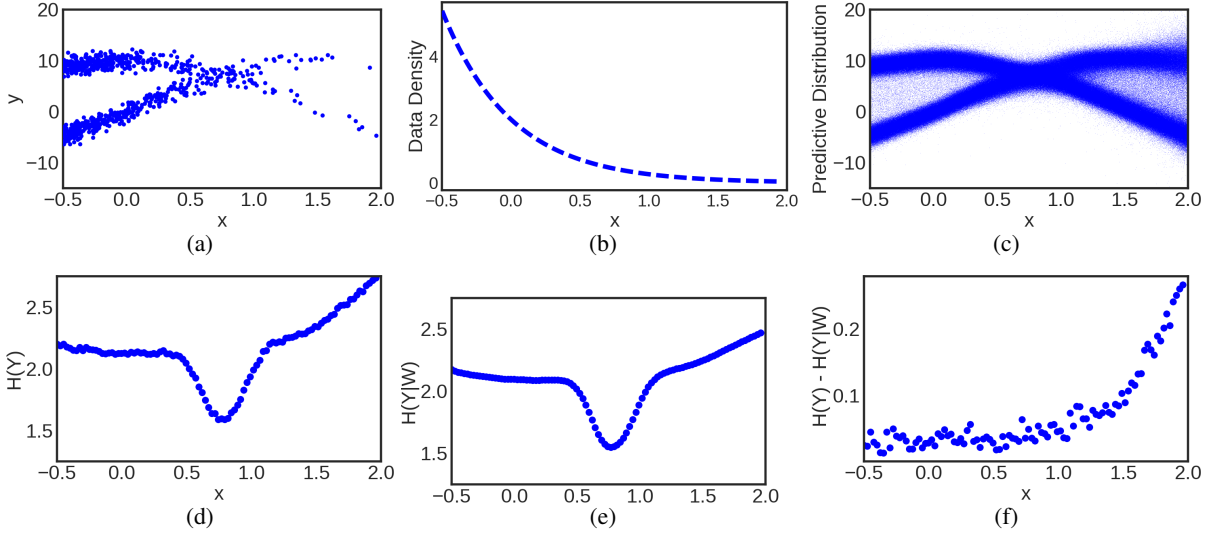 20
10
0
−10
y
−0.5 0.0 0.5 1.0 1.5 2.0
x
(a)
4
2
0
Data Density
−0.5 0.0 0.5 1.0 1.5 2.0
x
(b)
20
10
0
−10
Predictive Distribution
−0.5 0.0 0.5 1.0 1.5 2.0
x
(c)
2.5
2.0
1.5
H(Y)
−0.5 0.0 0.5 1.0 1.5 2.0
x
(d)
2.5
2.0
1.5
H(Y|W)
−0.5 0.0 0.5 1.0 1.5 2.0
(e)
0.2
0.1
H(Y) - H(Y|W)
−0.5 0.0 0.5 1.0 1.5 2.0
x
(f)